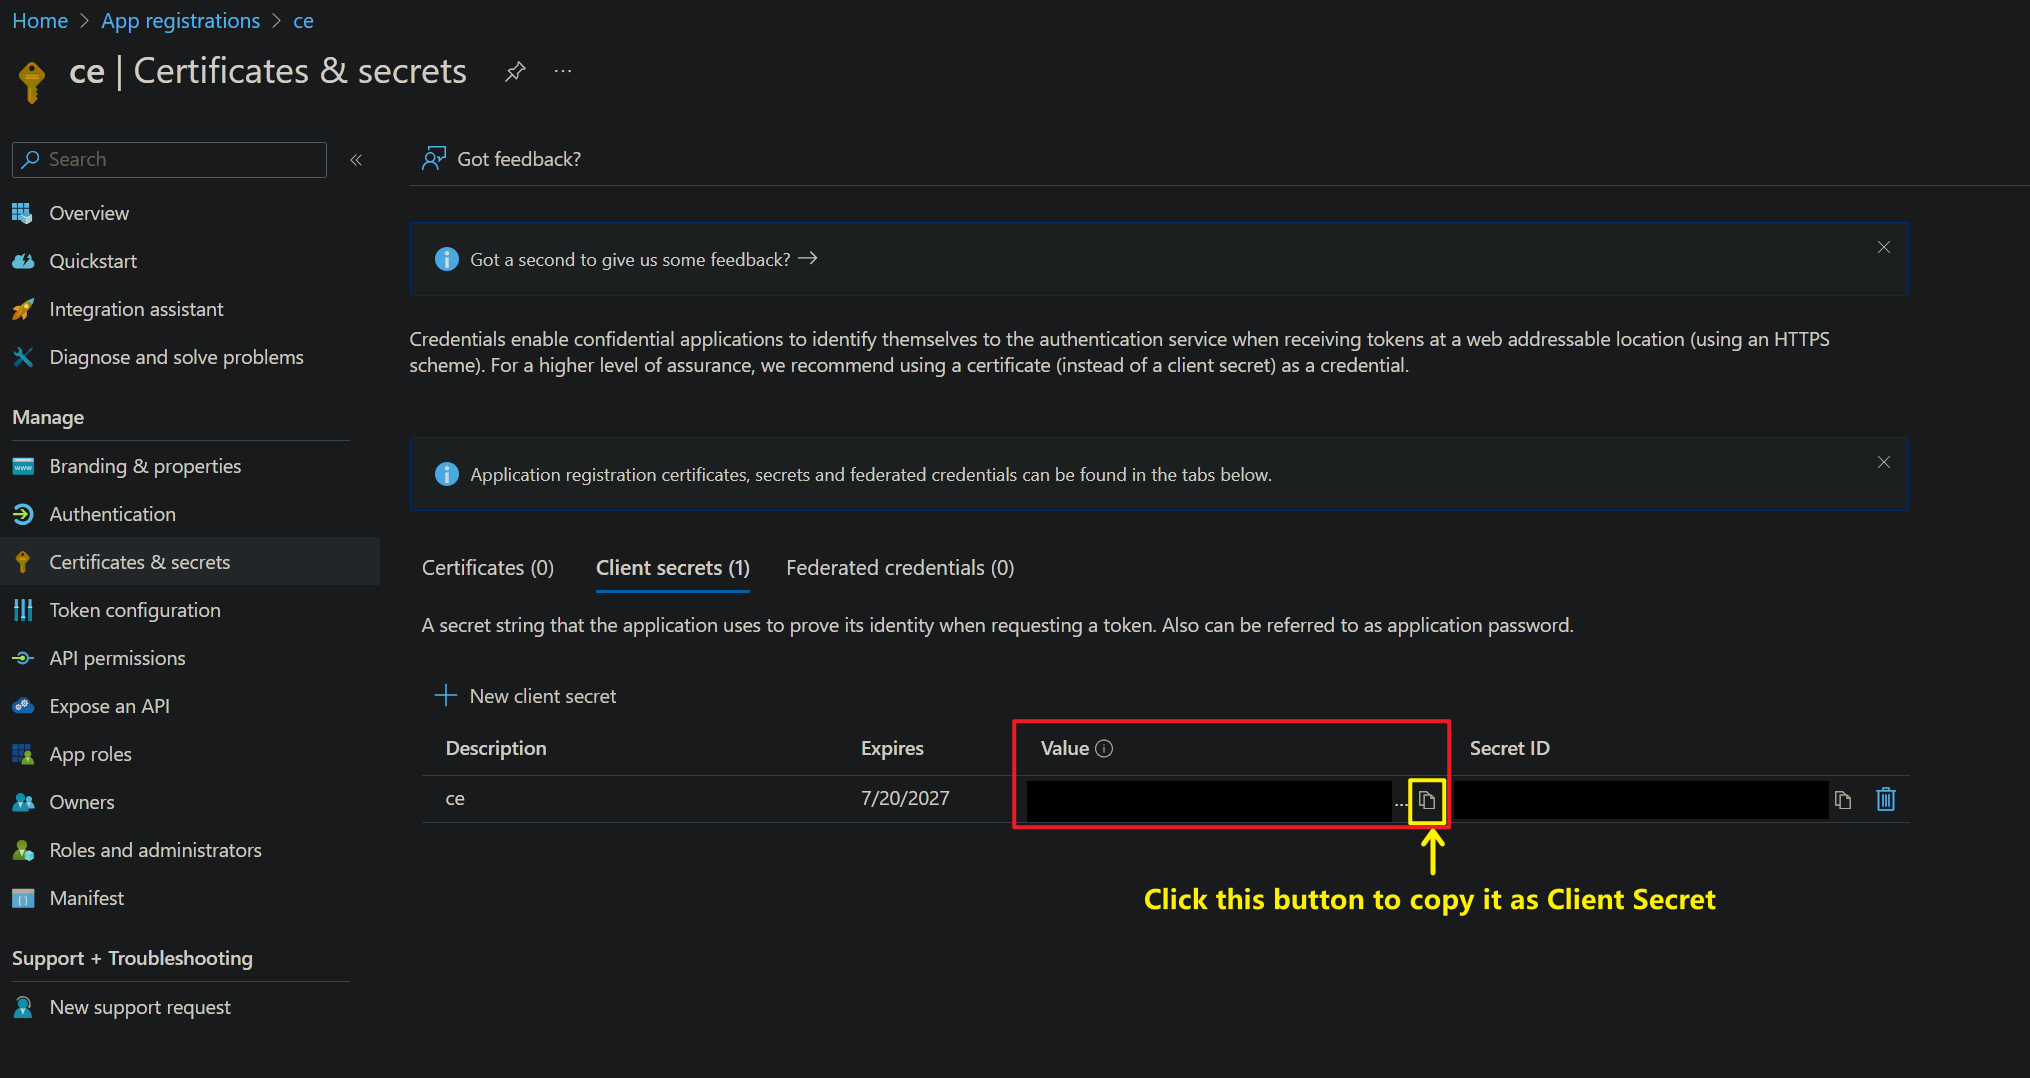 Home > App registrations > ce
ce | Certificates & secrets
Search
Got feedback?
Overview
Quickstart
Integration assistant
Diagnose and solve problems
Manage
Branding & properties
Authentication
Certificates & secrets
Token configuration
API permissions
Expose an API
App roles
Owners
Roles and administrators
Manifest
Support + Troubleshooting
New support request
Got a second to give us some feedback? →
Credentials enable confidential applications to identify themselves to the authentication service when receiving tokens at a web addressable location (using an HTTPS
scheme). For a higher level of assurance, we recommend using a certificate (instead of a client secret) as a credential.
Application registration certificates, secrets and federated credentials can be found in the tabs below.
Certificates (0) Client secrets (1) Federated credentials (0)
A secret string that the application uses to prove its identity when requesting a token. Also can be referred to as application password.
New client secret
Description Expires Value Secret ID
ce 7/20/2027 ...
Click this button to copy it as Client Secret